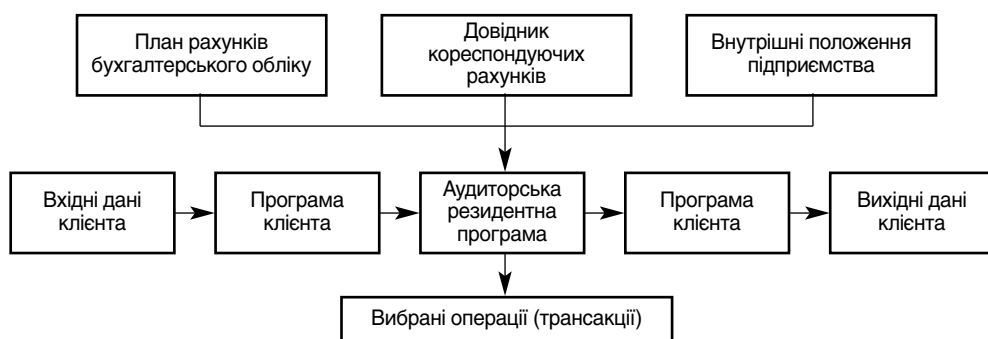 План рахунків
бухгалтерського обліку
Довідник
кореспондуючих
рахунків
Внутрішні положення
підприємства
Вхідні дані
клієнта
Програма
клієнта
Аудиторська
резидентна
програма
Програма
клієнта
Вихідні дані
клієнта
Вибрані операції (трансакції)